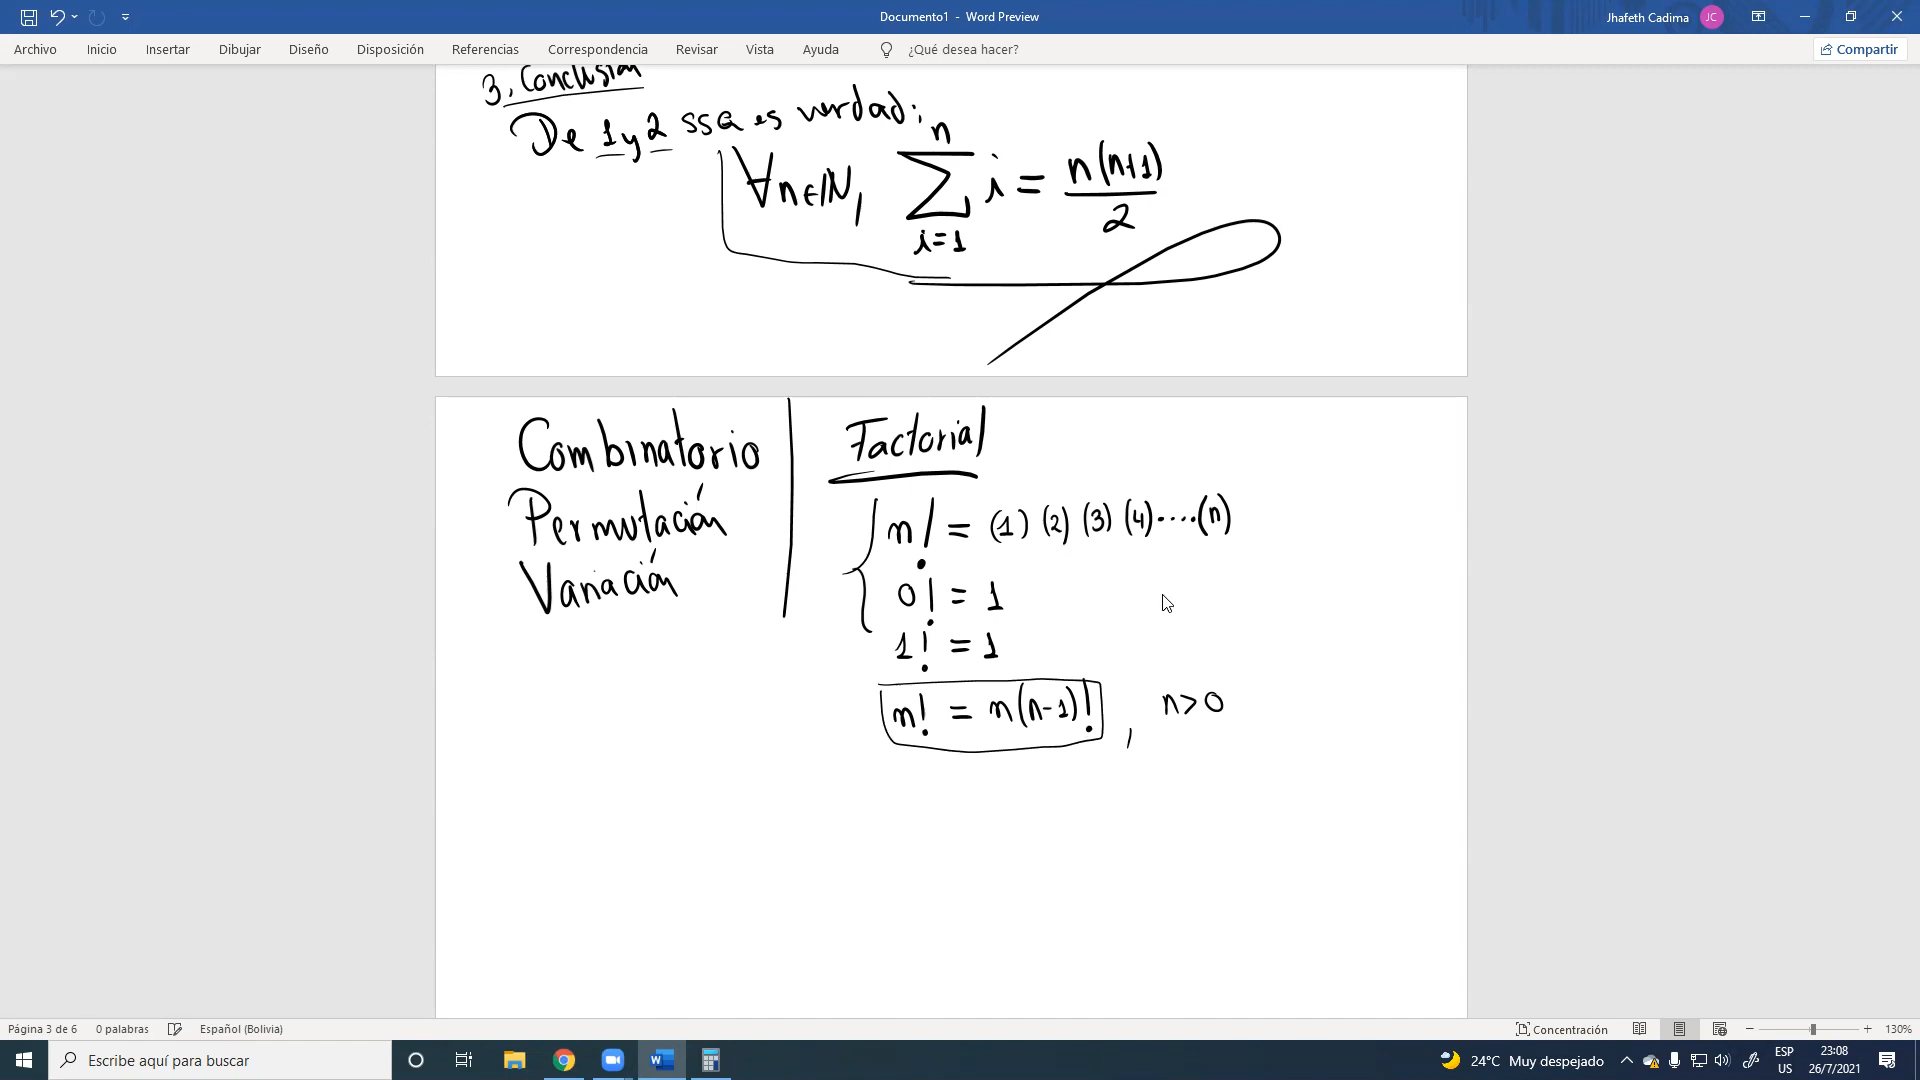 Documento1 - Word Preview
Jhafeth Cadima
JC
Archivo Inicio Insertar Dibujar Diseño Disposición Referencias Correspondencia Revisar Vista Ayuda ¿Qué desea hacer? Compartir
3. Conclusión
De 1 y 2 SSQ es verdad:
∀n∈ℕ, ∑_{i=1}^{n} i = n(n+1)/2
Combinatorio
Permutación
Variación
Factorial
n! = (1) (2) (3) (4)·····(n)
0! = 1
1! = 1
n! = n(n-1)! , n>0
Página 3 de 6 0 palabras Español (Bolivia) Concentración 130%
Escribe aquí para buscar
24°C Muy despejado
ESP
US
23:08
26/7/2021